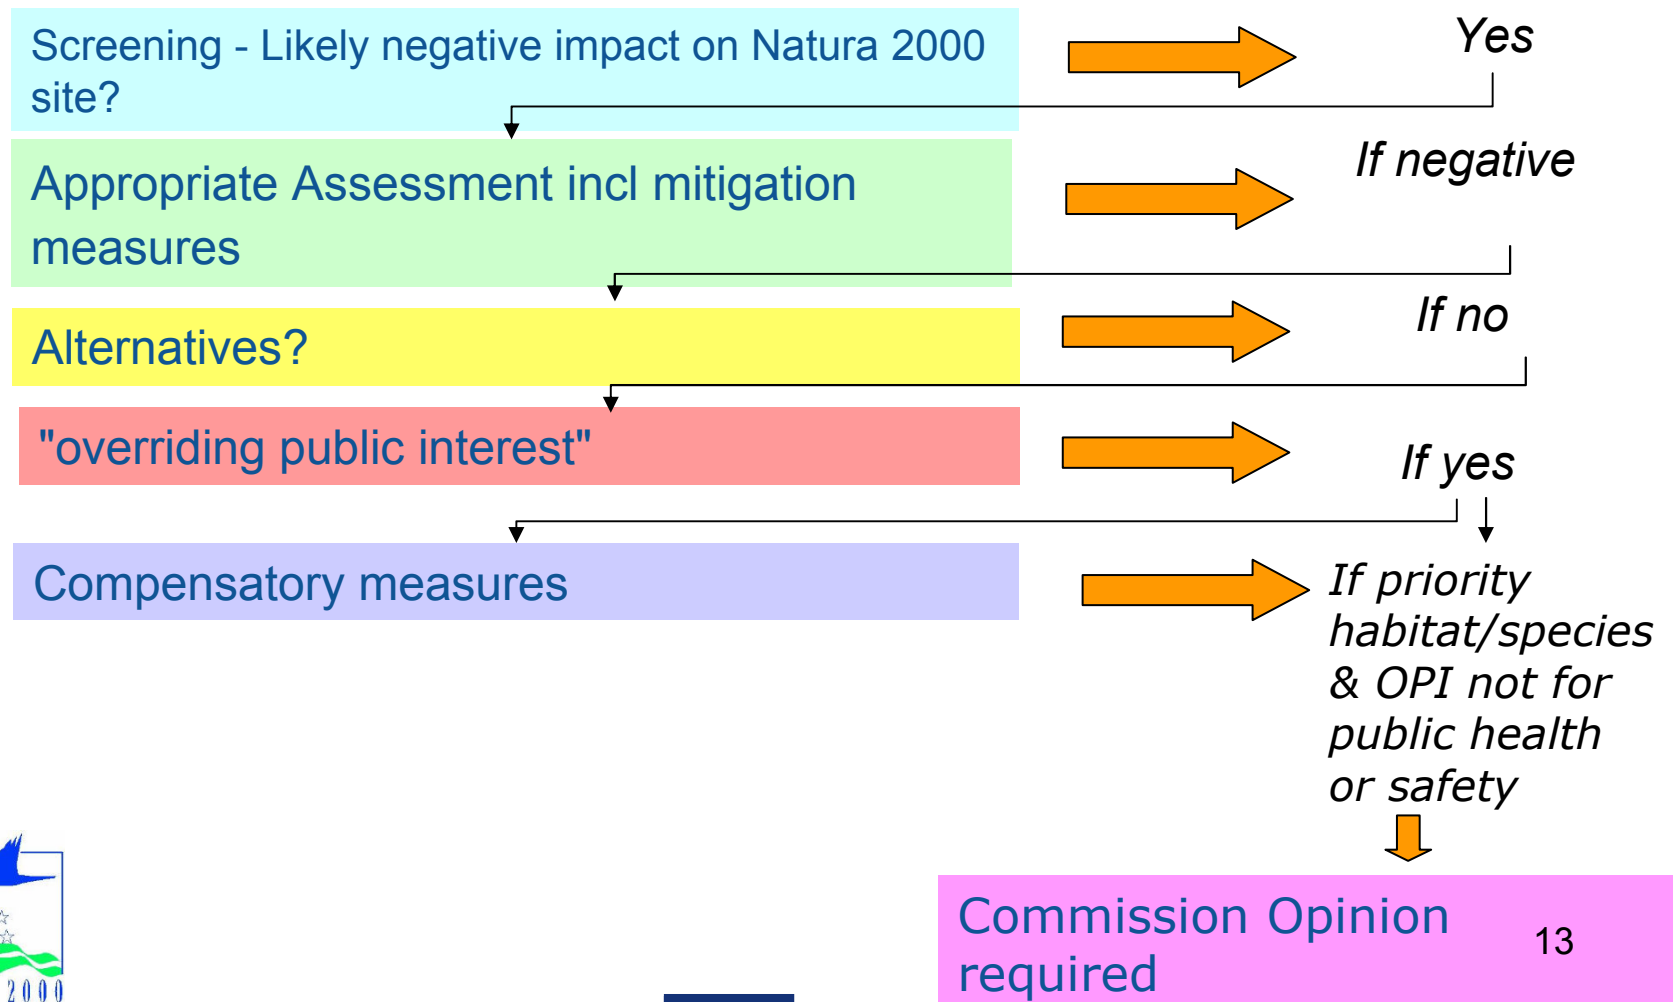 Screening - Likely negative impact on Natura 2000
site?
Yes
Appropriate Assessment incl mitigation
measures
If negative
Alternatives?
If no
"overriding public interest"
If yes
Compensatory measures
If priority
habitat/species
& OPI not for
public health
or safety
Commission Opinion
required
13
2000